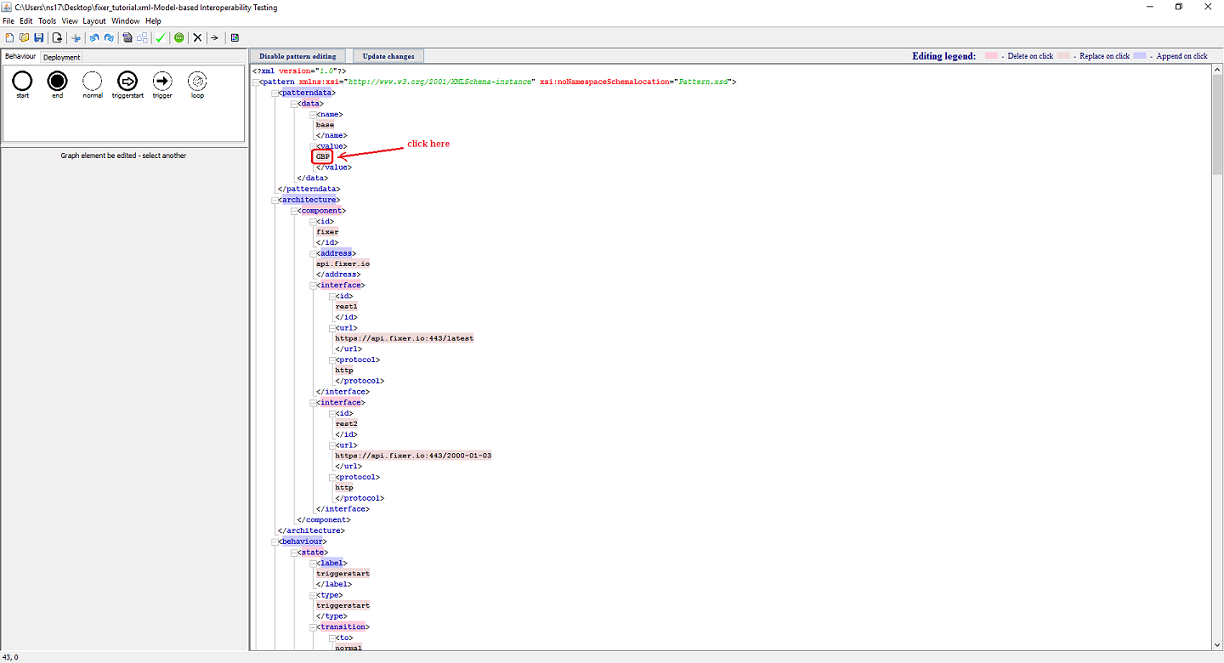 C:\Users\ns17\Desktop\fixer_tutorial.xml-Model-based Interoperability Testing
File Edit Tools View Layout Window Help
Behaviour Deployment
start end normal triggerstart trigger loop
Graph element be edited - select another
Disable pattern editing Update changes Editing legend: - Delete on click - Replace on click - Append on click
<?xml version="1.0"?>
<pattern xmlns:xsi="http://www.w3.org/2001/XMLSchema-instance" xsi:noNamespaceSchemaLocation="Pattern.xsd">
<patterndata>
<data>
<name>
base
</name>
<value>
click here
GBP
</value>
</data>
</patterndata>
<architecture>
<component>
<id>
fixer
</id>
<address>
api.fixer.io
</address>
<interface>
<id>
rest1
</id>
<url>
https://api.fixer.io:443/latest
</url>
<protocol>
http
</protocol>
</interface>
<interface>
<id>
rest2
</id>
<url>
https://api.fixer.io:443/2000-01-03
</url>
<protocol>
http
</protocol>
</interface>
</component>
</architecture>
<behaviour>
<state>
<label>
triggerstart
</label>
<type>
triggerstart
</type>
<transition>
<to>
normal
43, 0